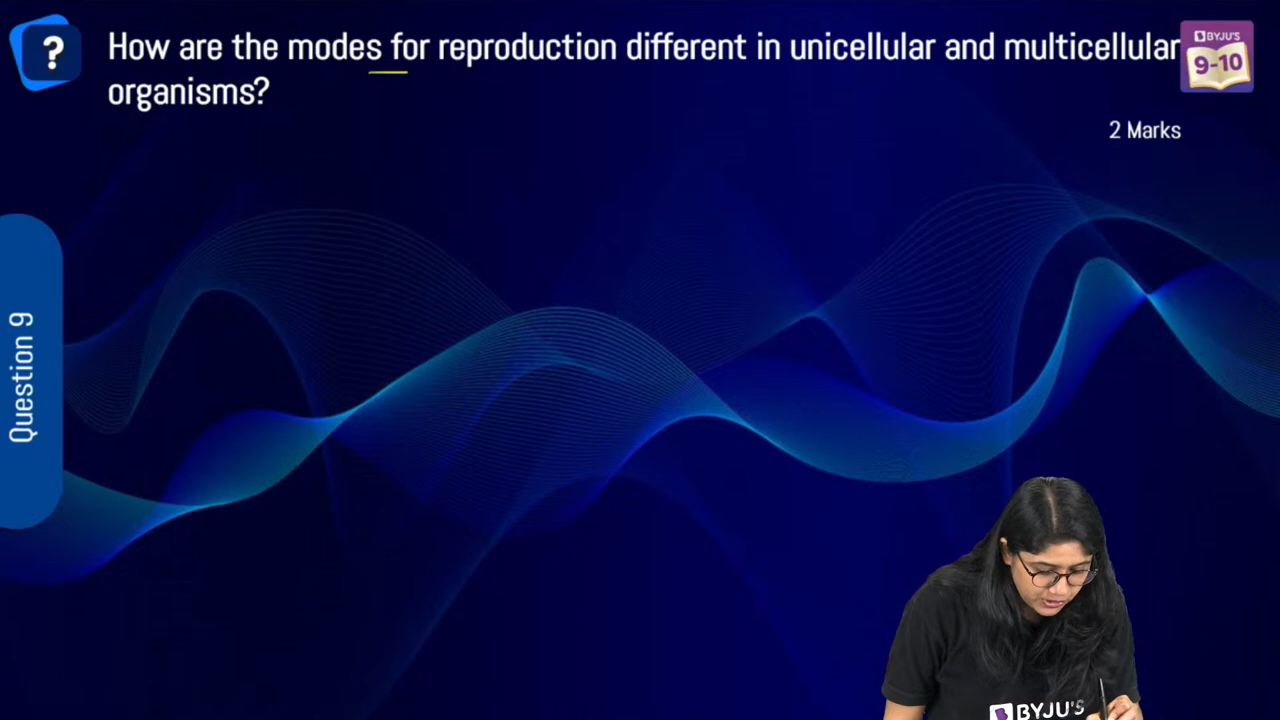 ?
How are the modes for reproduction different in unicellular and multicellular
organisms?
BYJU'S
9-10
2 Marks
Question 9
BYJU'S